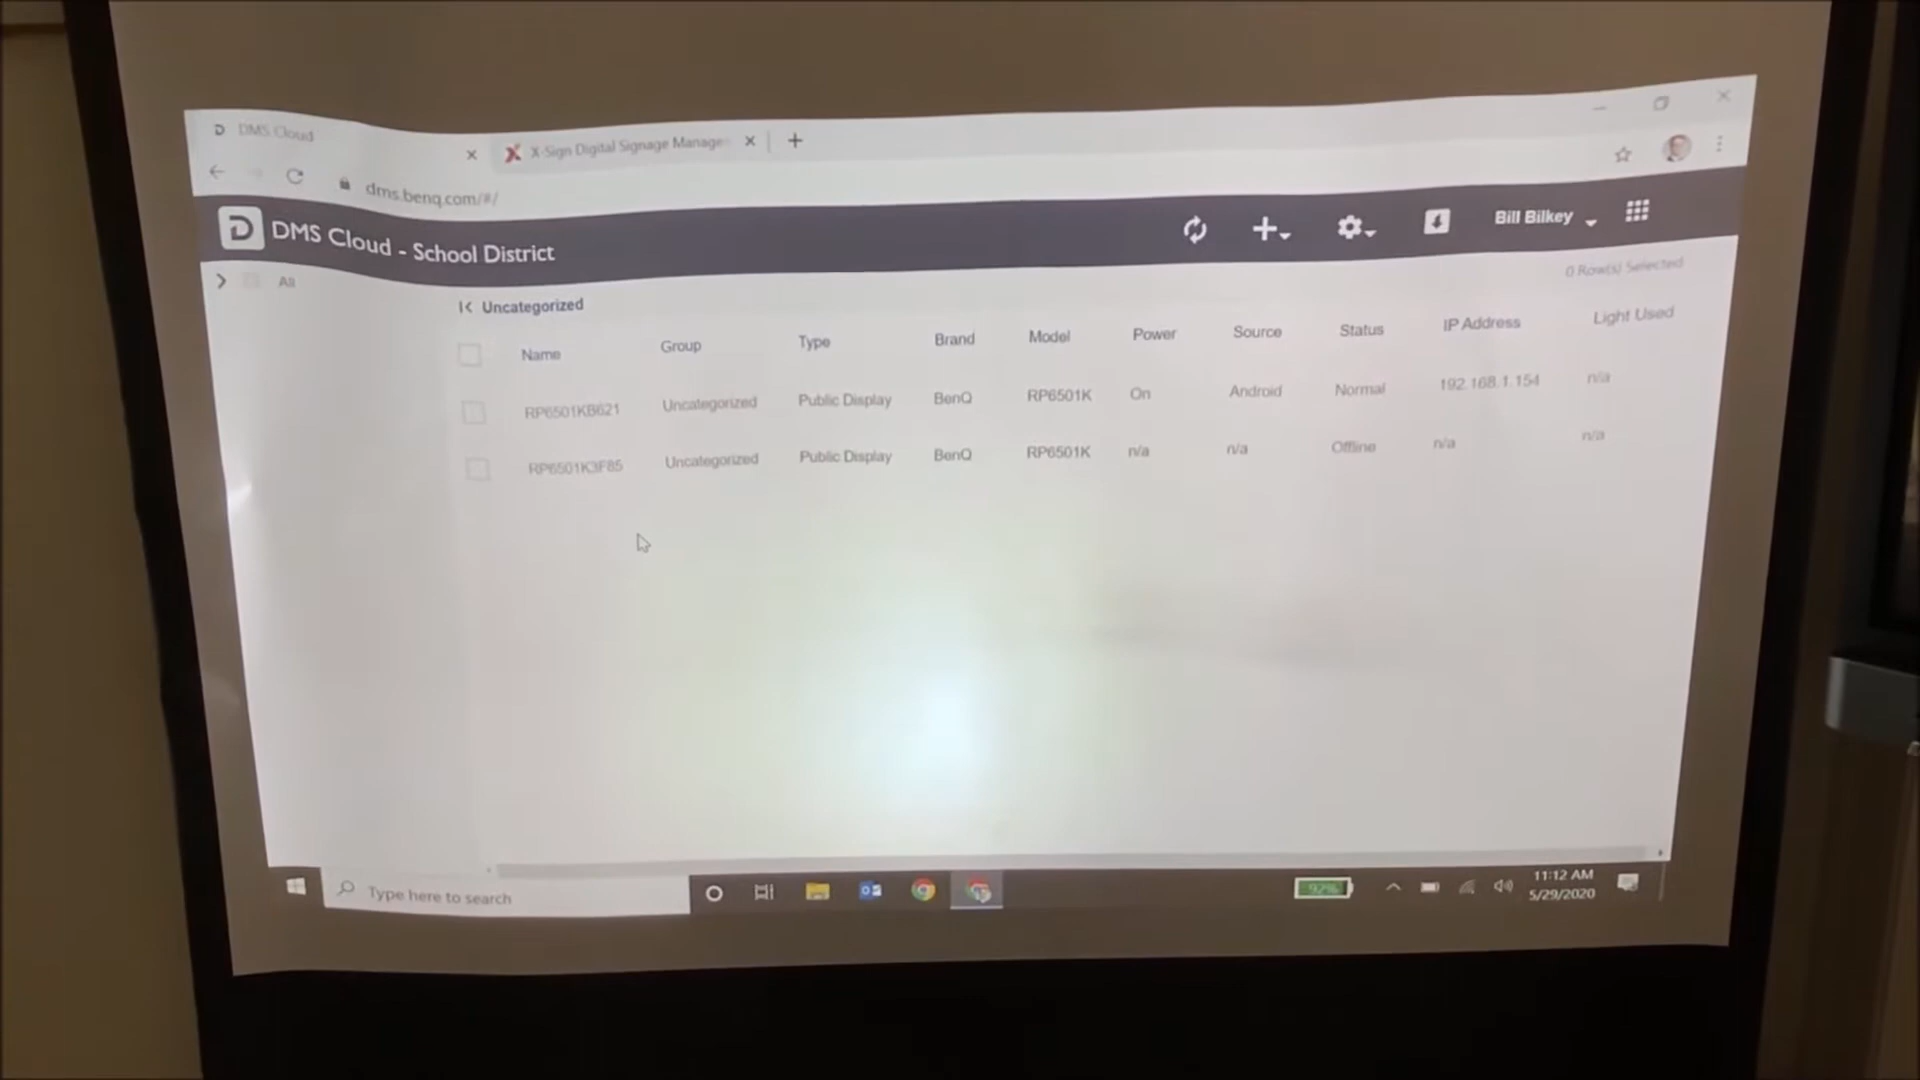 DMS Cloud
X-Sign Digital Signage Manage
dms.benq.com/#/
D DMS Cloud - School District
Bill Bilkey
All
0 Row(s) Selected
Uncategorized
Name Group Type Brand Model Power Source Status IP Address Light Used
RP6501KB621 Uncategorized Public Display BenQ RP6501K On Android Normal 192.168.1.154 n/a
RP6501K3F85 Uncategorized Public Display BenQ RP6501K n/a n/a Offline n/a n/a
Type here to search
92%
11:12 AM
5/29/2020